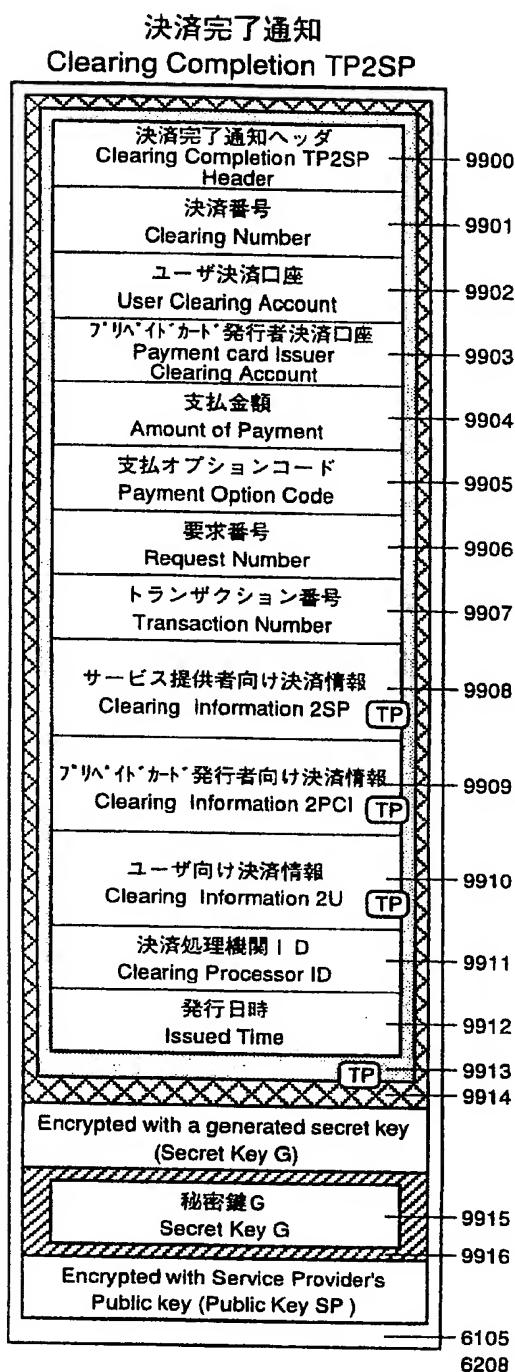 決済完了通知
Clearing Completion TP2SP
決済完了通知ヘッダ
Clearing Completion TP2SP
Header
9900
決済番号
Clearing Number
9901
ユーザ決済口座
User Clearing Account
9902
プリペイドカード発行者決済口座
Payment card Issuer
Clearing Account
9903
支払金額
Amount of Payment
9904
支払オプションコード
Payment Option Code
9905
要求番号
Request Number
9906
トランザクション番号
Transaction Number
9907
サービス提供者向け決済情報
Clearing Information 2SP
TP
9908
プリペイドカード発行者向け決済情報
Clearing Information 2PCI
TP
9909
ユーザ向け決済情報
Clearing Information 2U
TP
9910
決済処理機関ID
Clearing Processor ID
9911
発行日時
Issued Time
9912
TP
9913
9914
Encrypted with a generated secret key
(Secret Key G)
秘密鍵G
Secret Key G
9915
9916
Encrypted with Service Provider's
Public key (Public Key SP )
6105
6208